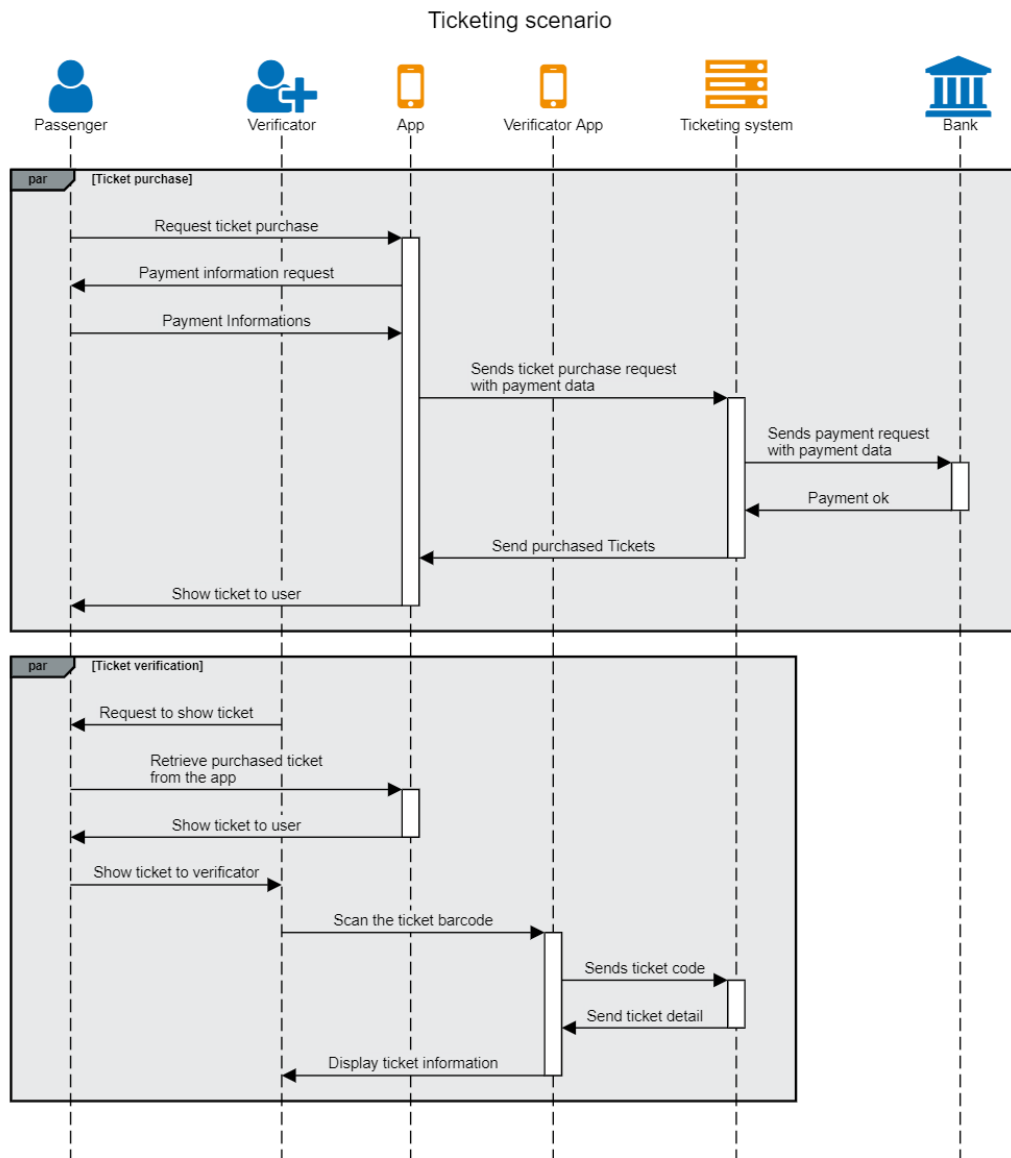 Ticketing scenario
Passenger
Verificator
App
Verificator App
Ticketing system
Bank
par
[Ticket purchase]
Request ticket purchase
Payment information request
Payment Informations
Sends ticket purchase request
with payment data
Sends payment request
with payment data
Payment ok
Send purchased Tickets
Show ticket to user
par
[Ticket verification]
Request to show ticket
Retrieve purchased ticket
from the app
Show ticket to user
Show ticket to verificator
Scan the ticket barcode
Sends ticket code
Send ticket detail
Display ticket information